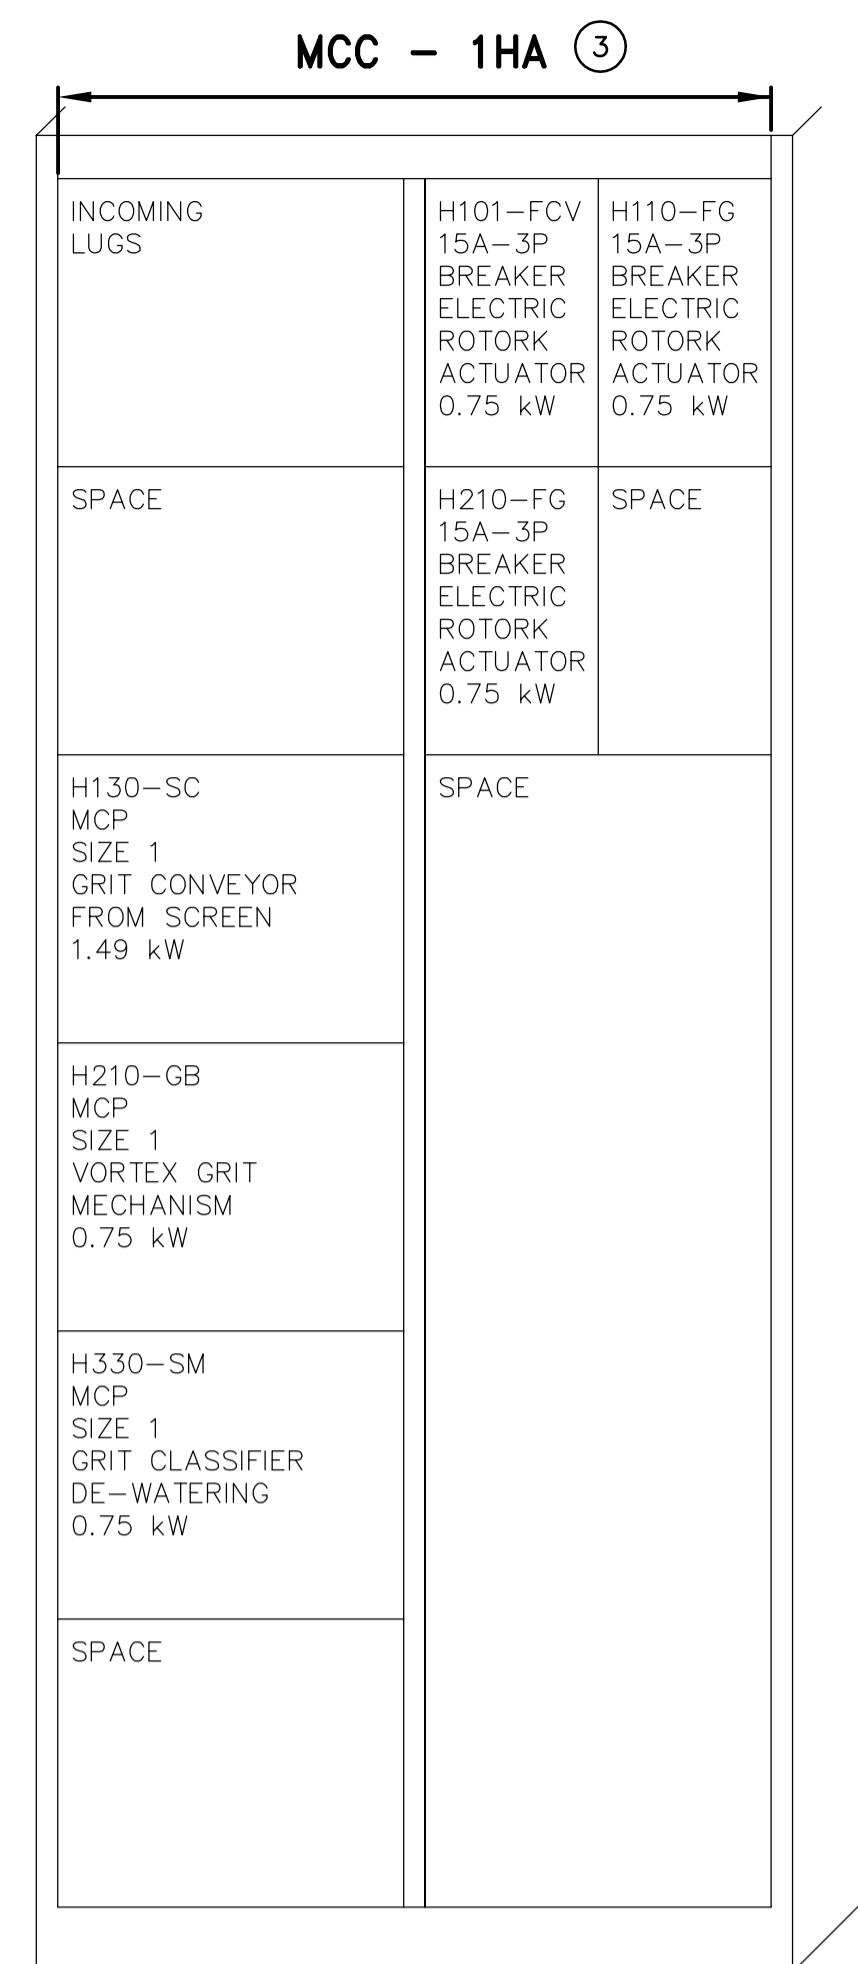 MCC - 1HA 3
INCOMING
LUGS
SPACE
H130-SC
MCP
SIZE 1
GRIT CONVEYOR
FROM SCREEN
1.49 kW
H210-GB
MCP
SIZE 1
VORTEX GRIT
MECHANISM
0.75 kW
H330-SM
MCP
SIZE 1
GRIT CLASSIFIER
DE-WATERING
0.75 kW
SPACE
H101-FCV
15A-3P
BREAKER
ELECTRIC
ROTORK
ACTUATOR
0.75 kW
H110-FG
15A-3P
BREAKER
ELECTRIC
ROTORK
ACTUATOR
0.75 kW
H210-FG
15A-3P
BREAKER
ELECTRIC
ROTORK
ACTUATOR
0.75 kW
SPACE
SPACE